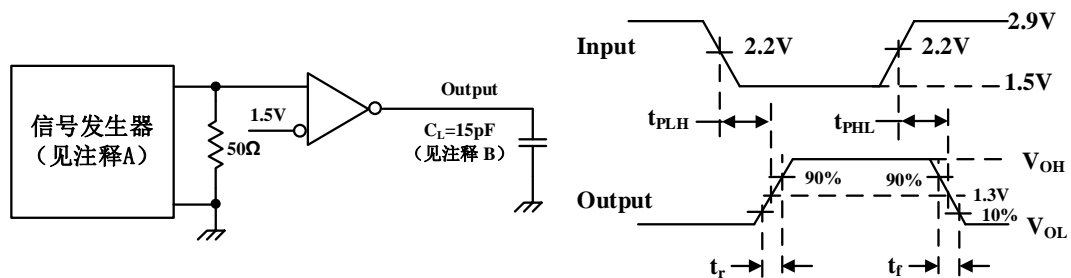 信号发生器
（见注释A）
50Ω
1.5V
Output
C_L=15pF
（见注释 B）
Input
2.2V
2.2V
2.9V
1.5V
t_PLH
t_PHL
Output
90%
90%
V_OH
1.3V
10%
V_OL
t_r
t_f